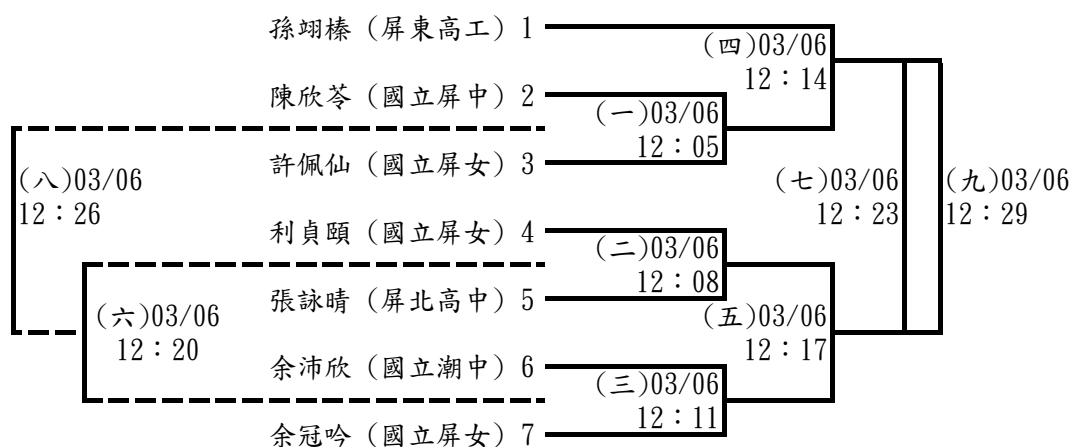 孫翊榛（屏東高工）1
(四)03/06
12：14
陳欣苓（國立屏中）2
(一)03/06
12：05
許佩仙（國立屏女）3
(八)03/06
12：26
(七)03/06
12：23
(九)03/06
12：29
利貞頤（國立屏女）4
(二)03/06
12：08
張詠晴（屏北高中）5
(六)03/06
12：20
(五)03/06
12：17
余沛欣（國立潮中）6
(三)03/06
12：11
余冠吟（國立屏女）7